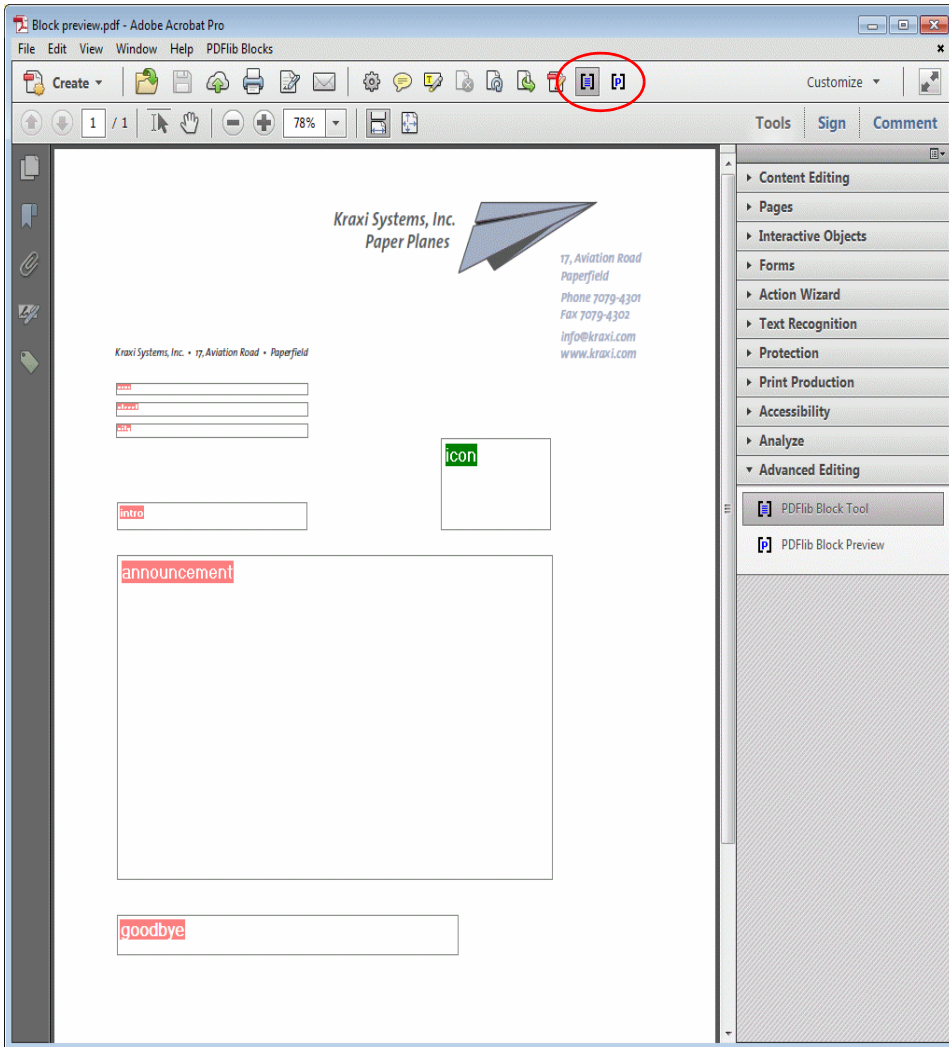 Block preview.pdf - Adobe Acrobat Pro
File Edit View Window Help PDFlib Blocks
Create Customize
1 / 1 78% Tools Sign Comment
Content Editing
Pages
Interactive Objects
Forms
Action Wizard
Text Recognition
Protection
Print Production
Accessibility
Analyze
Advanced Editing
PDFlib Block Tool
PDFlib Block Preview
Kraxi Systems, Inc.
Paper Planes
17, Aviation Road
Paperfield
Phone 7079-4301
Fax 7079-4302
info@kraxi.com
www.kraxi.com
Kraxi Systems, Inc. • 17, Aviation Road • Paperfield
icon
intro
announcement
goodbye